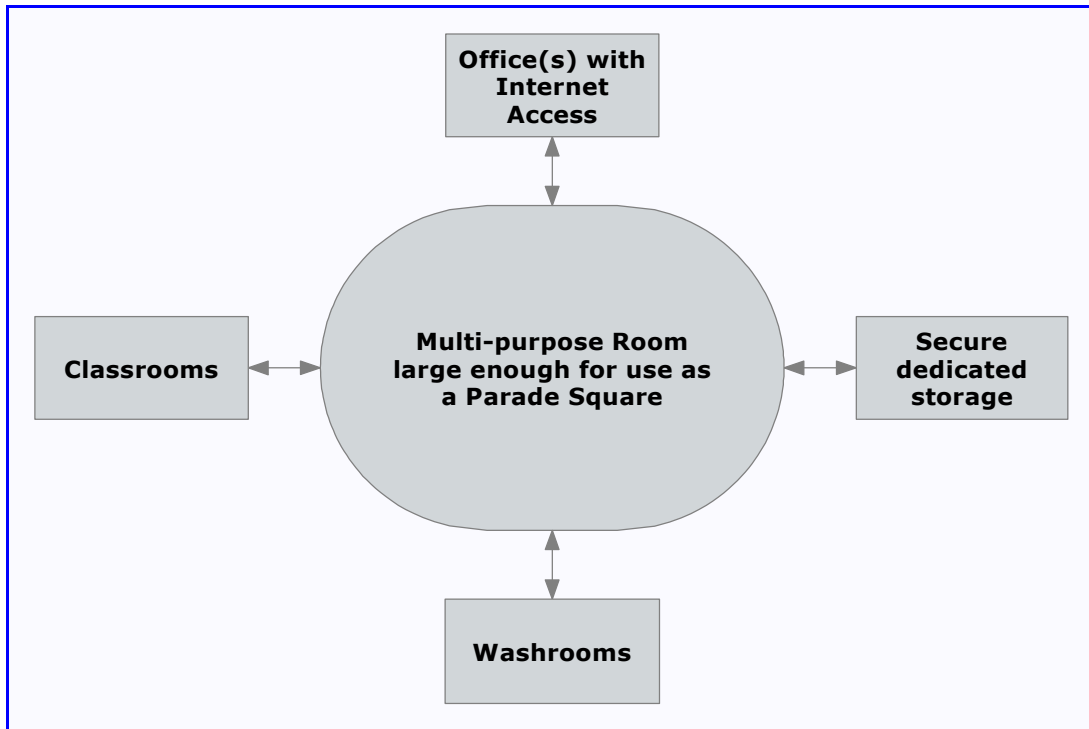 Office(s) with
Internet
Access
Classrooms
Multi-purpose Room
large enough for use as
a Parade Square
Secure
dedicated
storage
Washrooms